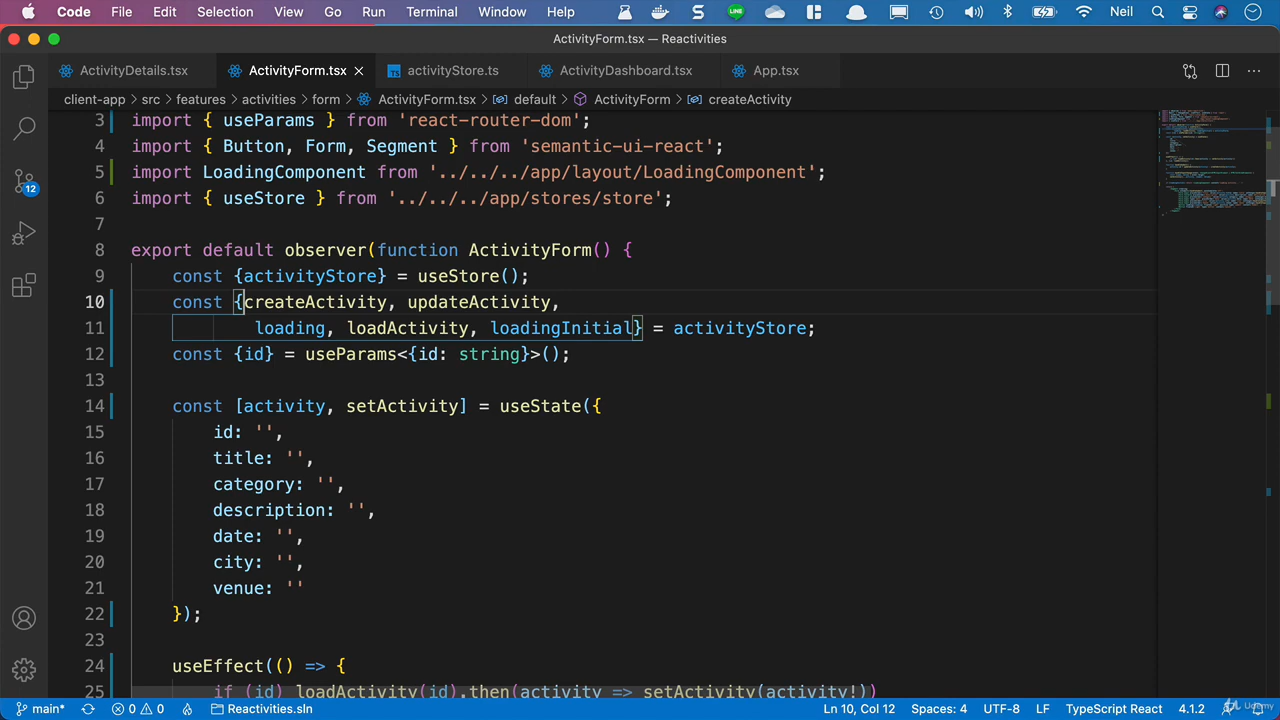 Code File Edit Selection View Go Run Terminal Window Help Neil
ActivityForm.tsx — Reactivities
ActivityDetails.tsx ActivityForm.tsx activityStore.ts ActivityDashboard.tsx App.tsx
client-app > src > features > activities > form > ActivityForm.tsx > default > ActivityForm > createActivity
3 import { useParams } from 'react-router-dom';
4 import { Button, Form, Segment } from 'semantic-ui-react';
5 import LoadingComponent from '../../../app/layout/LoadingComponent';
6 import { useStore } from '../../../app/stores/store';
7
8 export default observer(function ActivityForm() {
9 const {activityStore} = useStore();
10 const {createActivity, updateActivity,
11 loading, loadActivity, loadingInitial} = activityStore;
12 const {id} = useParams<{id: string}>();
13
14 const [activity, setActivity] = useState({
15 id: '',
16 title: '',
17 category: '',
18 description: '',
19 date: '',
20 city: '',
21 venue: ''
22 });
23
24 useEffect(() => {
25 if (id) loadActivity(id).then(activity => setActivity(activity!))
12
main* 0 0 Reactivities.sln Ln 10, Col 12 Spaces: 4 UTF-8 LF TypeScript React 4.1.2
Udemy